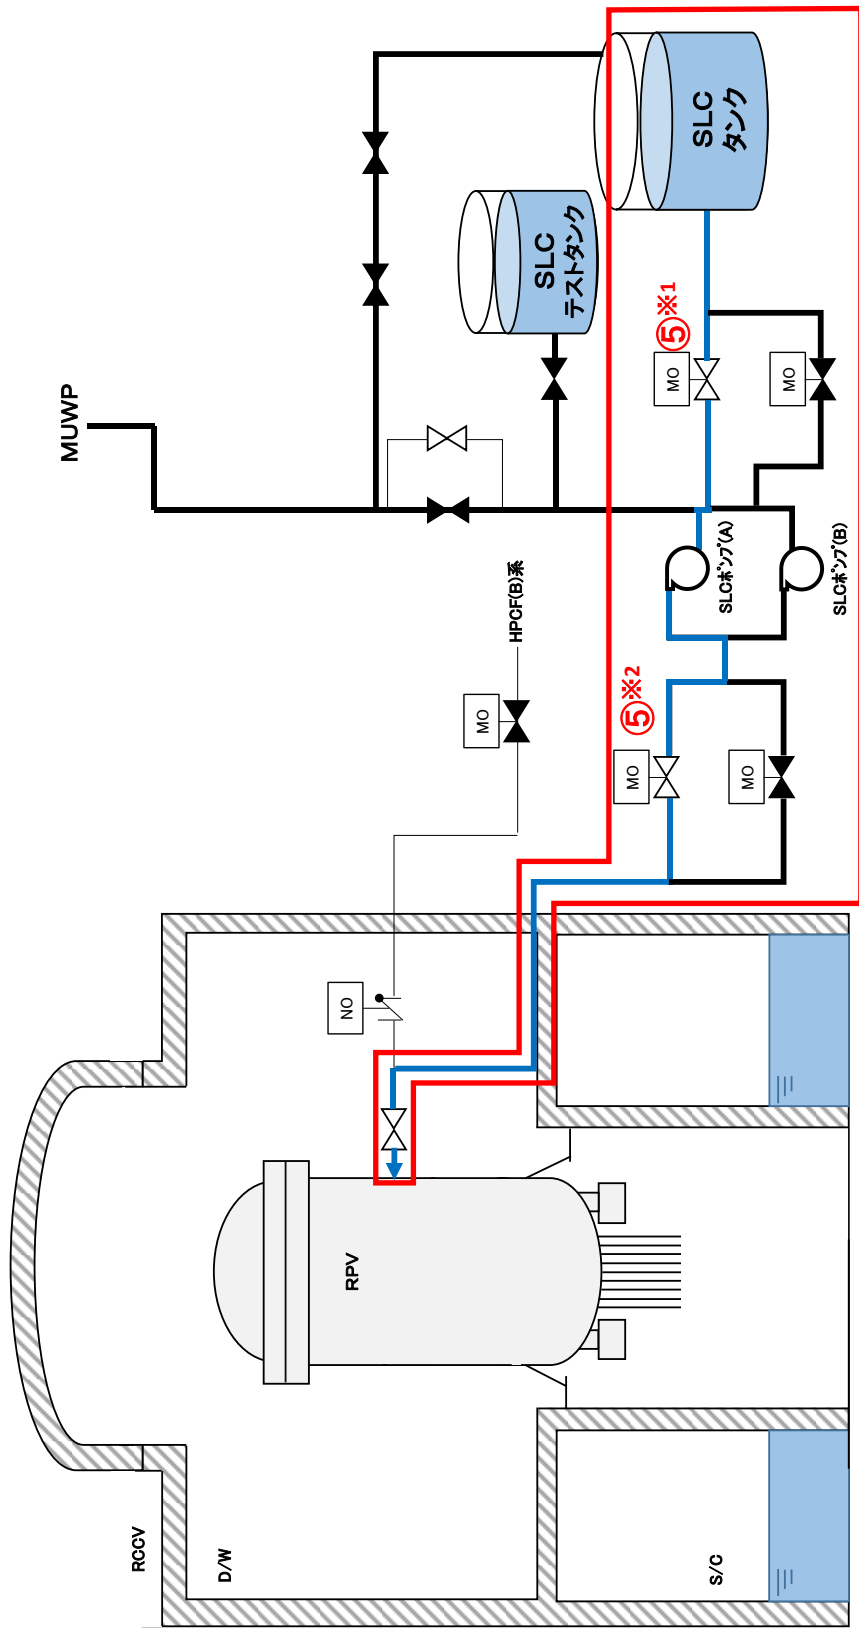 MUWP
SLC
タンク
SLC
テストタンク
⑤※1
MO
MO
SLCポンプ(A)
SLCポンプ(B)
HPCF(B)系
MO
⑤※2
MO
MO
NO
RPV
RCCV
D/W
S/C